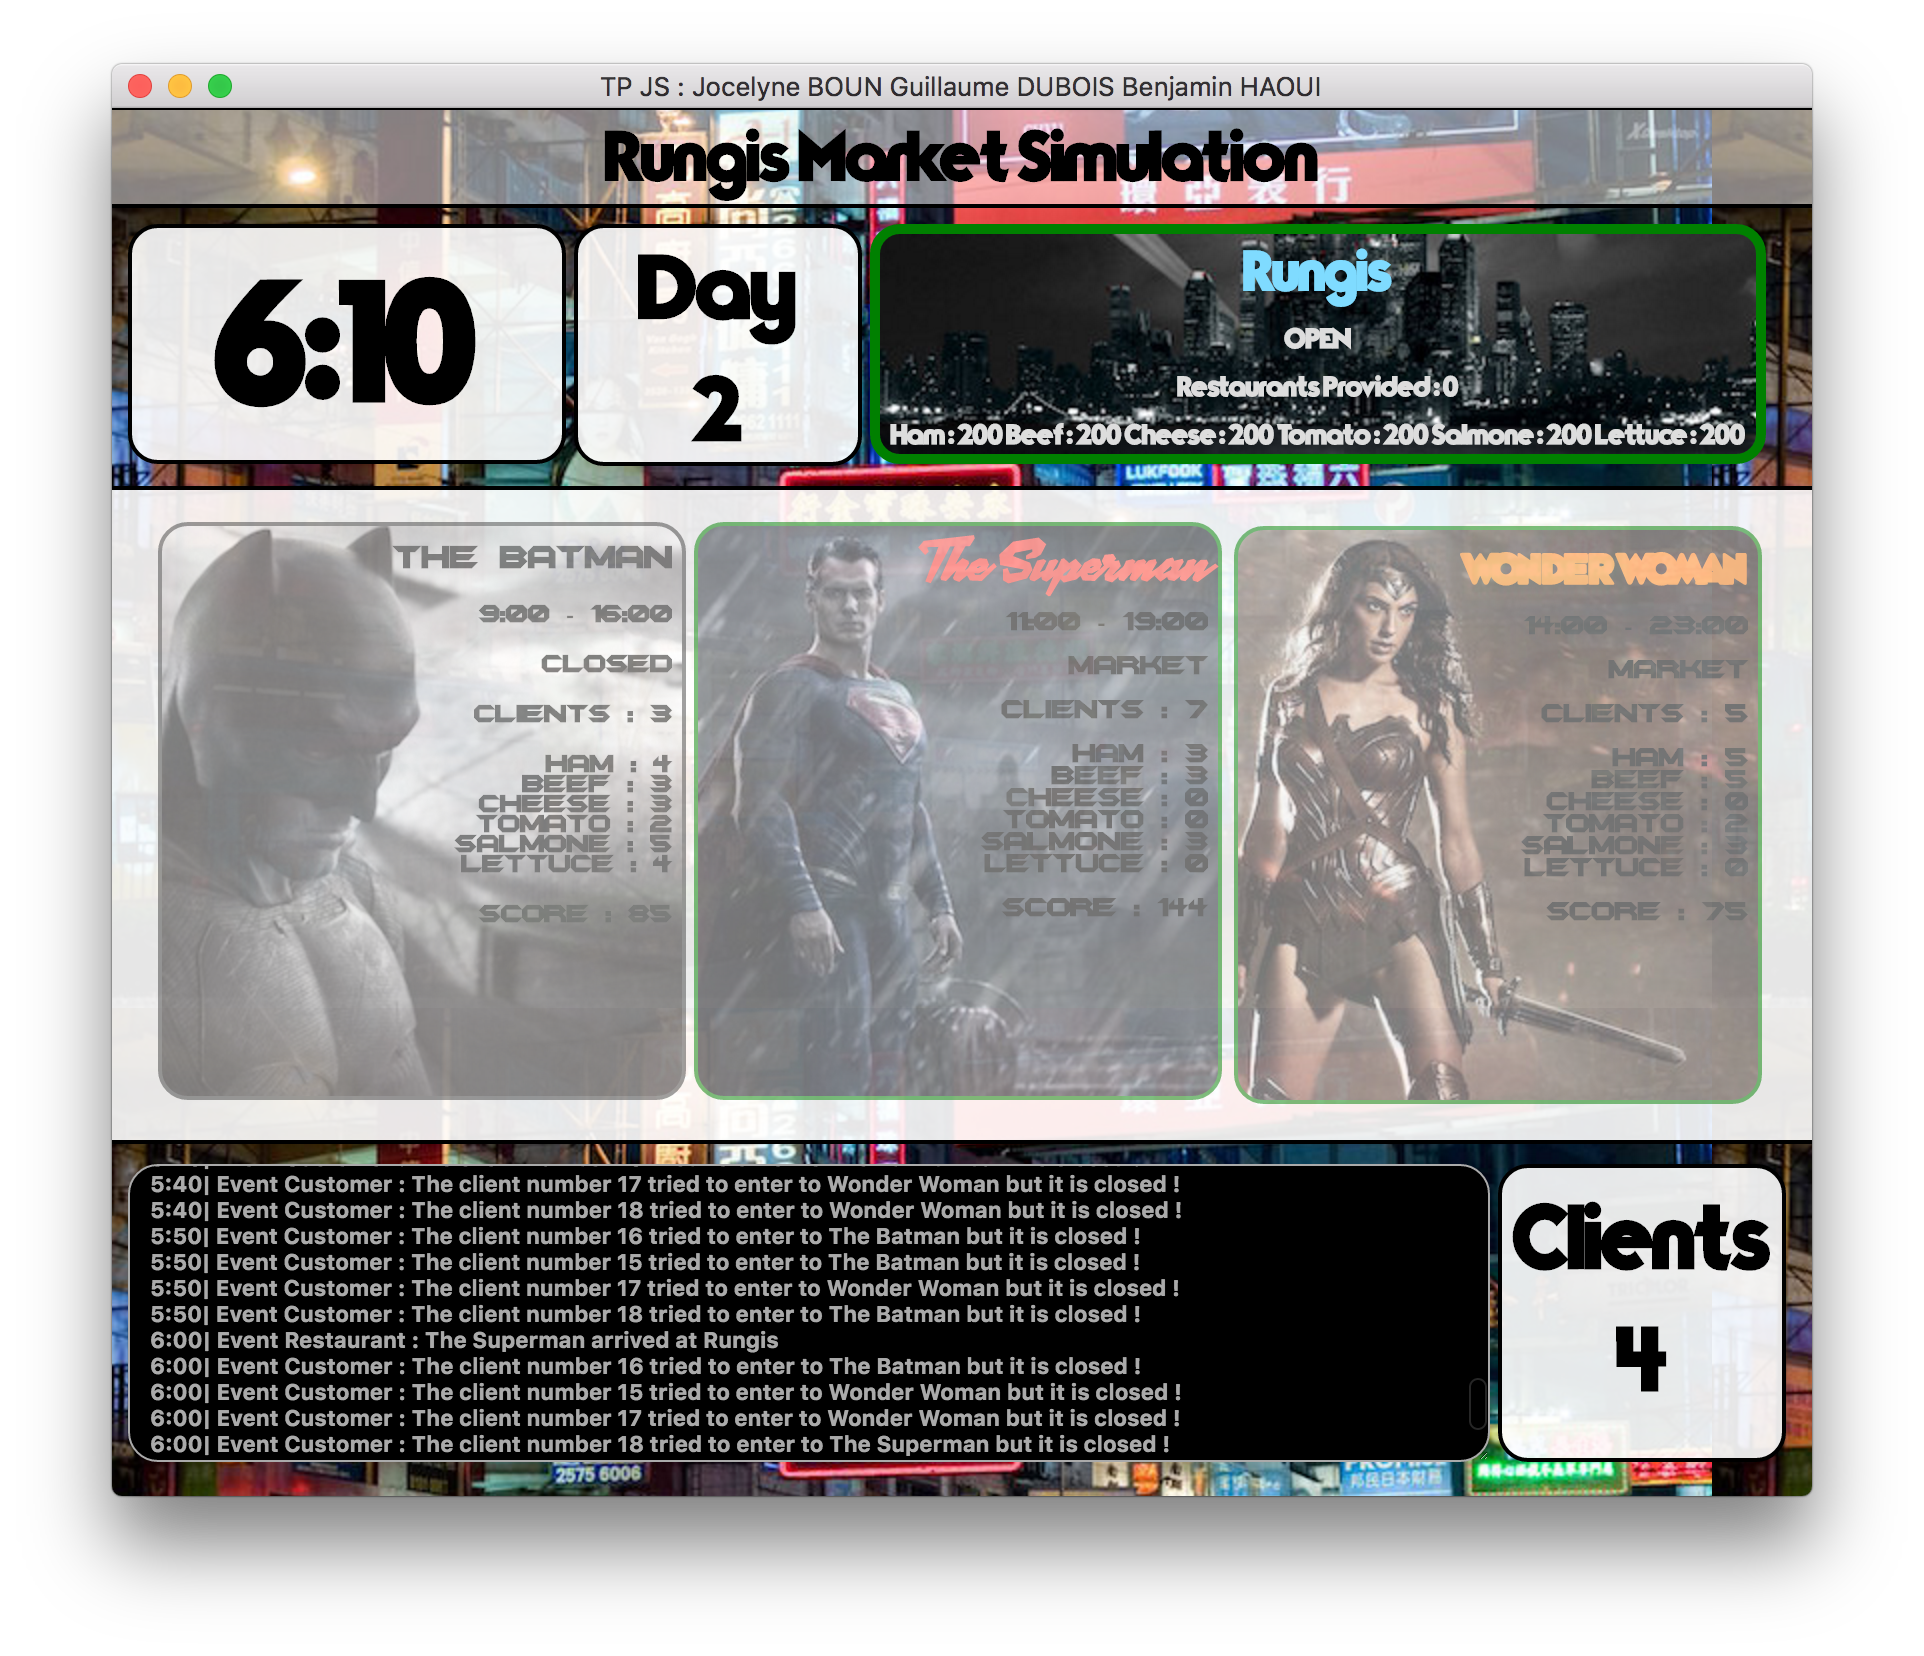 TP JS : Jocelyne BOUN Guillaume DUBOIS Benjamin HAOUI
Rungis Market Simulation
環亞表行
6:10
Day
2
Rungis
OPEN
Restaurants Provided : 0
Ham : 200 Beef : 200 Cheese : 200 Tomato : 200 Salmone : 200 Lettuce : 200
LUKFOOK
THE BATMAN
9:00 - 16:00
CLOSED
CLIENTS : 3
HAM : 4
BEEF : 3
CHEESE : 3
TOMATO : 2
SALMONE : 5
LETTUCE : 4
SCORE : 85
The Superman
11:00 - 19:00
MARKET
CLIENTS : 7
HAM : 3
BEEF : 3
CHEESE : 0
TOMATO : 0
SALMONE : 3
LETTUCE : 0
SCORE : 144
WONDER WOMAN
14:00 - 23:00
MARKET
CLIENTS : 5
HAM : 5
BEEF : 5
CHEESE : 0
TOMATO : 2
SALMONE : 3
LETTUCE : 0
SCORE : 75
5:40| Event Customer : The client number 17 tried to enter to Wonder Woman but it is closed !
5:40| Event Customer : The client number 18 tried to enter to Wonder Woman but it is closed !
5:50| Event Customer : The client number 16 tried to enter to The Batman but it is closed !
5:50| Event Customer : The client number 15 tried to enter to The Batman but it is closed !
5:50| Event Customer : The client number 17 tried to enter to Wonder Woman but it is closed !
5:50| Event Customer : The client number 18 tried to enter to The Batman but it is closed !
6:00| Event Restaurant : The Superman arrived at Rungis
6:00| Event Customer : The client number 16 tried to enter to The Batman but it is closed !
6:00| Event Customer : The client number 15 tried to enter to Wonder Woman but it is closed !
6:00| Event Customer : The client number 17 tried to enter to Wonder Woman but it is closed !
6:00| Event Customer : The client number 18 tried to enter to The Superman but it is closed !
Clients
4
2575 6006
邦民日本財務